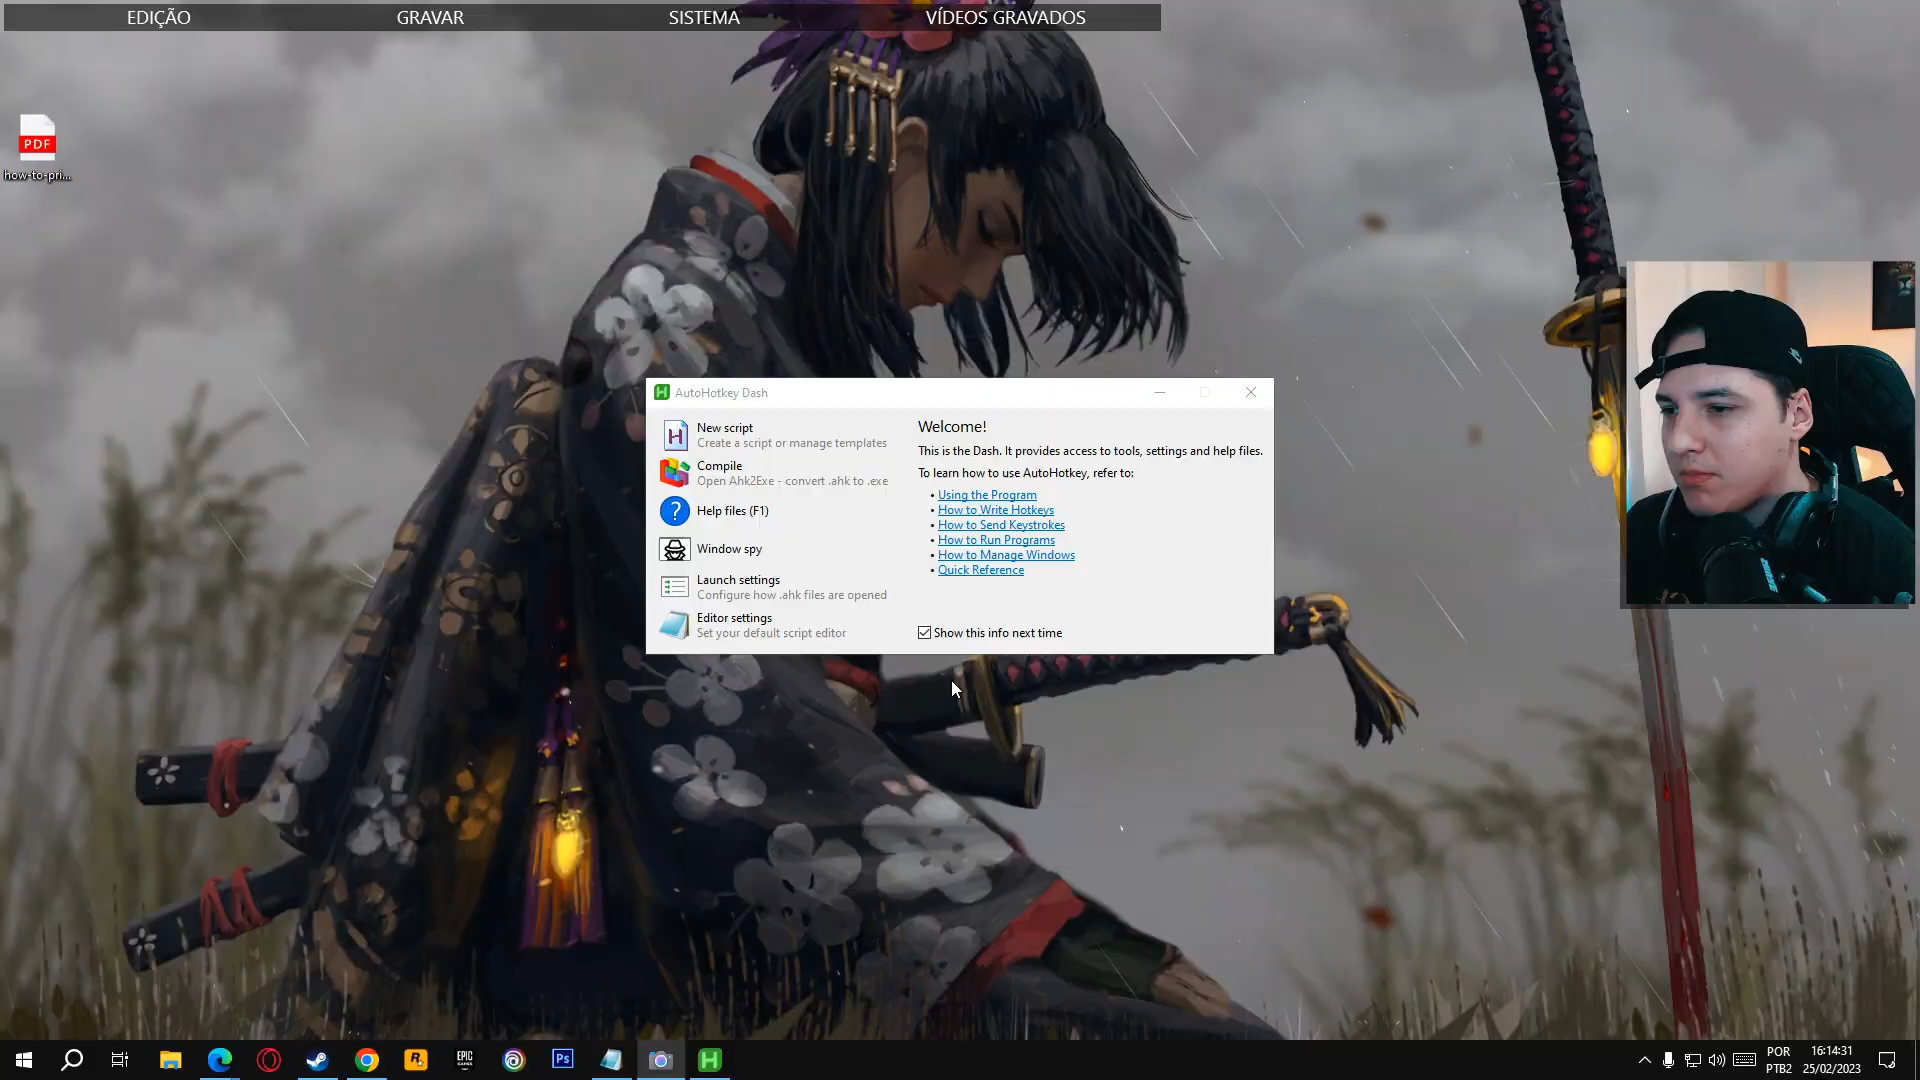 EDIÇÃO
GRAVAR
SISTEMA
VÍDEOS GRAVADOS
PDF
how-to-pri...
AutoHotkey Dash
New script
Create a script or manage templates
Compile
Open Ahk2Exe - convert .ahk to .exe
Help files (F1)
Window spy
Launch settings
Configure how .ahk files are opened
Editor settings
Set your default script editor
Welcome!
This is the Dash. It provides access to tools, settings and help files.
To learn how to use AutoHotkey, refer to:
• Using the Program
• How to Write Hotkeys
• How to Send Keystrokes
• How to Run Programs
• How to Manage Windows
• Quick Reference
Show this info next time
EPIC
GAMES
Ps
POR
PTB2
16:14:31
25/02/2023